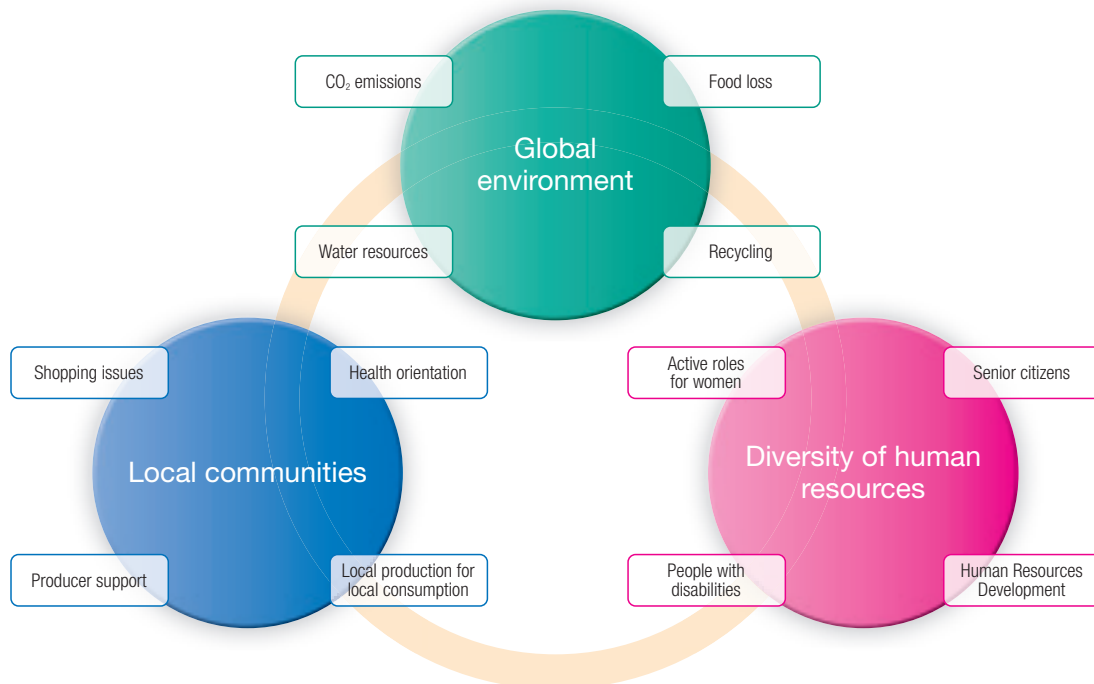 CO₂ emissions
Food loss
Global
environment
Water resources
Recycling
Shopping issues
Health orientation
Local communities
Producer support
Local production for
local consumption
Active roles
for women
Senior citizens
Diversity of human
resources
People with
disabilities
Human Resources
Development